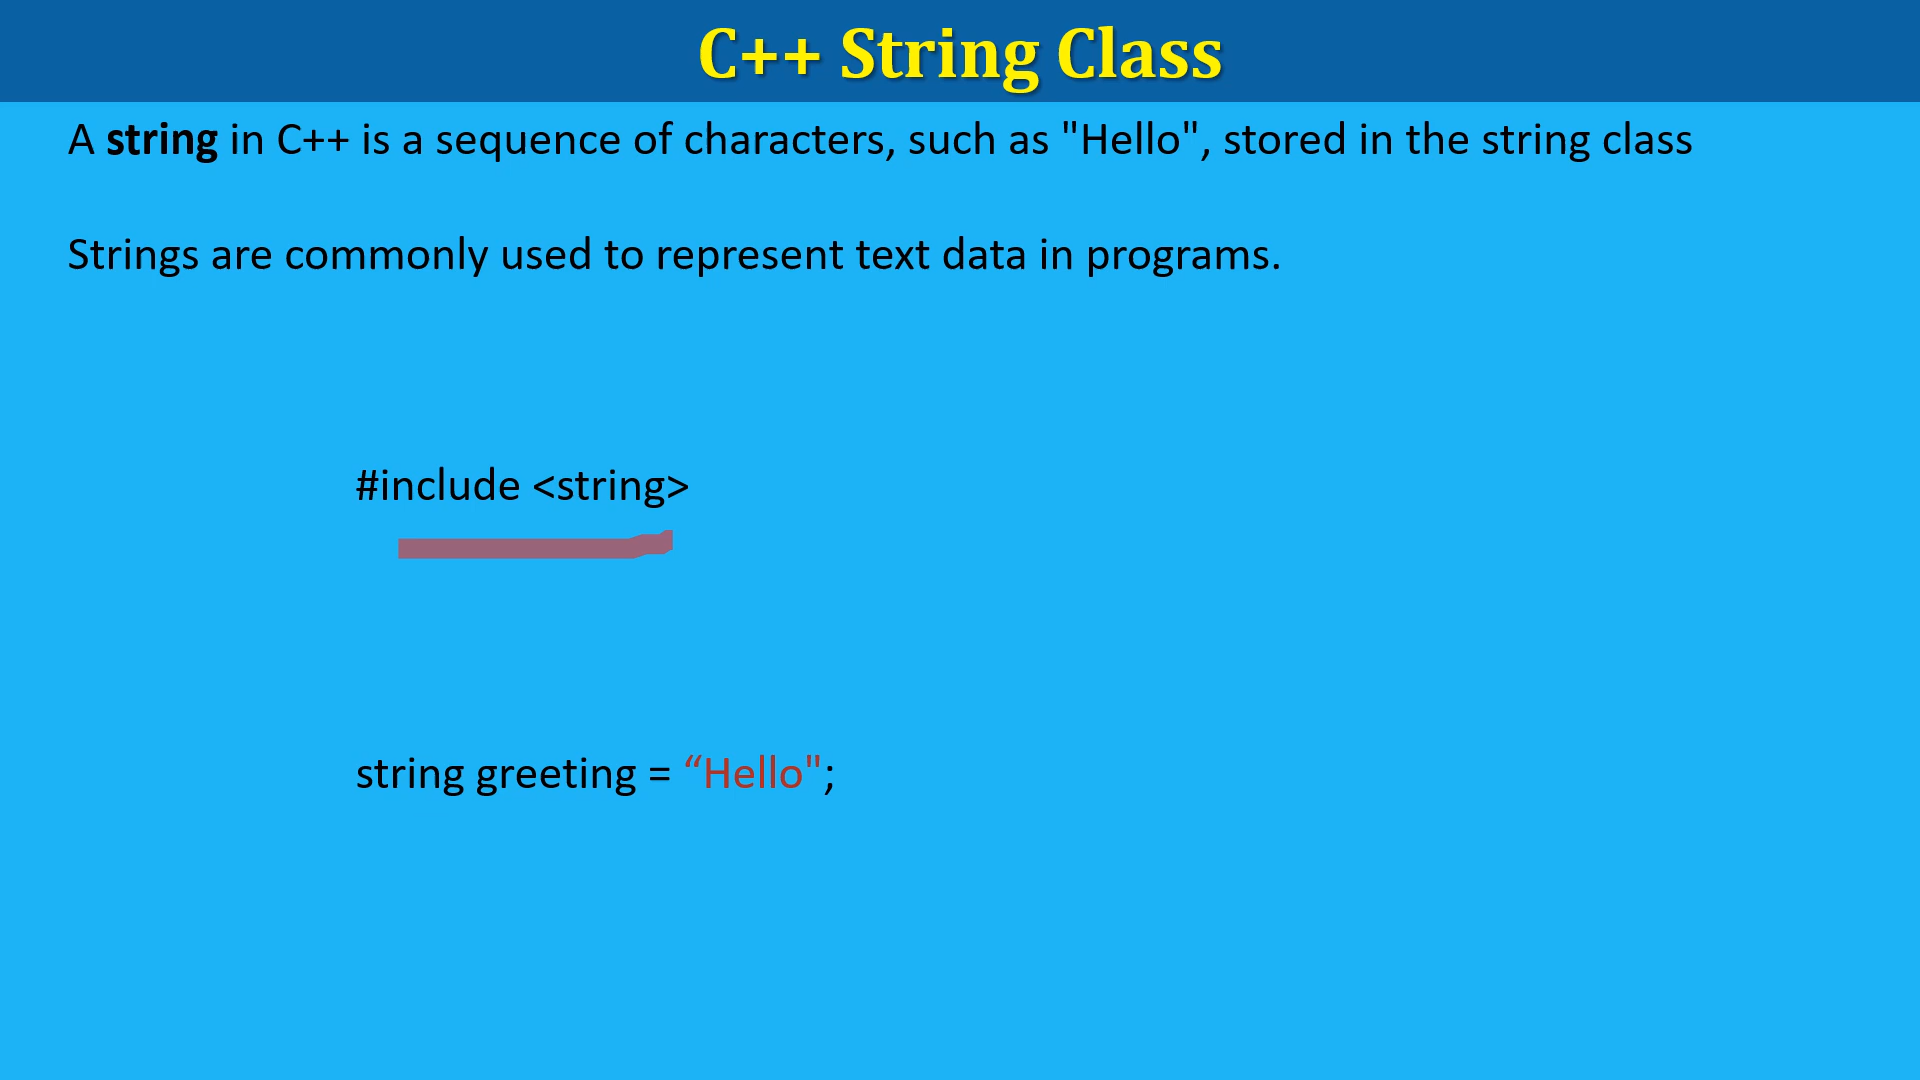 C++ String Class
A string in C++ is a sequence of characters, such as "Hello", stored in the string class
Strings are commonly used to represent text data in programs.
#include <string>
string greeting = “Hello";